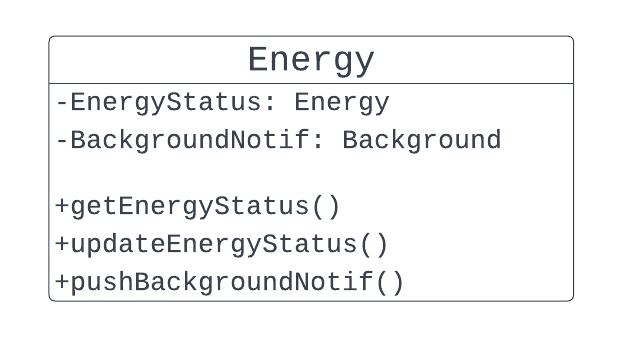 Energy
-EnergyStatus: Energy
-BackgroundNotif: Background
+getEnergyStatus()
+updateEnergyStatus()
+pushBackgroundNotif()